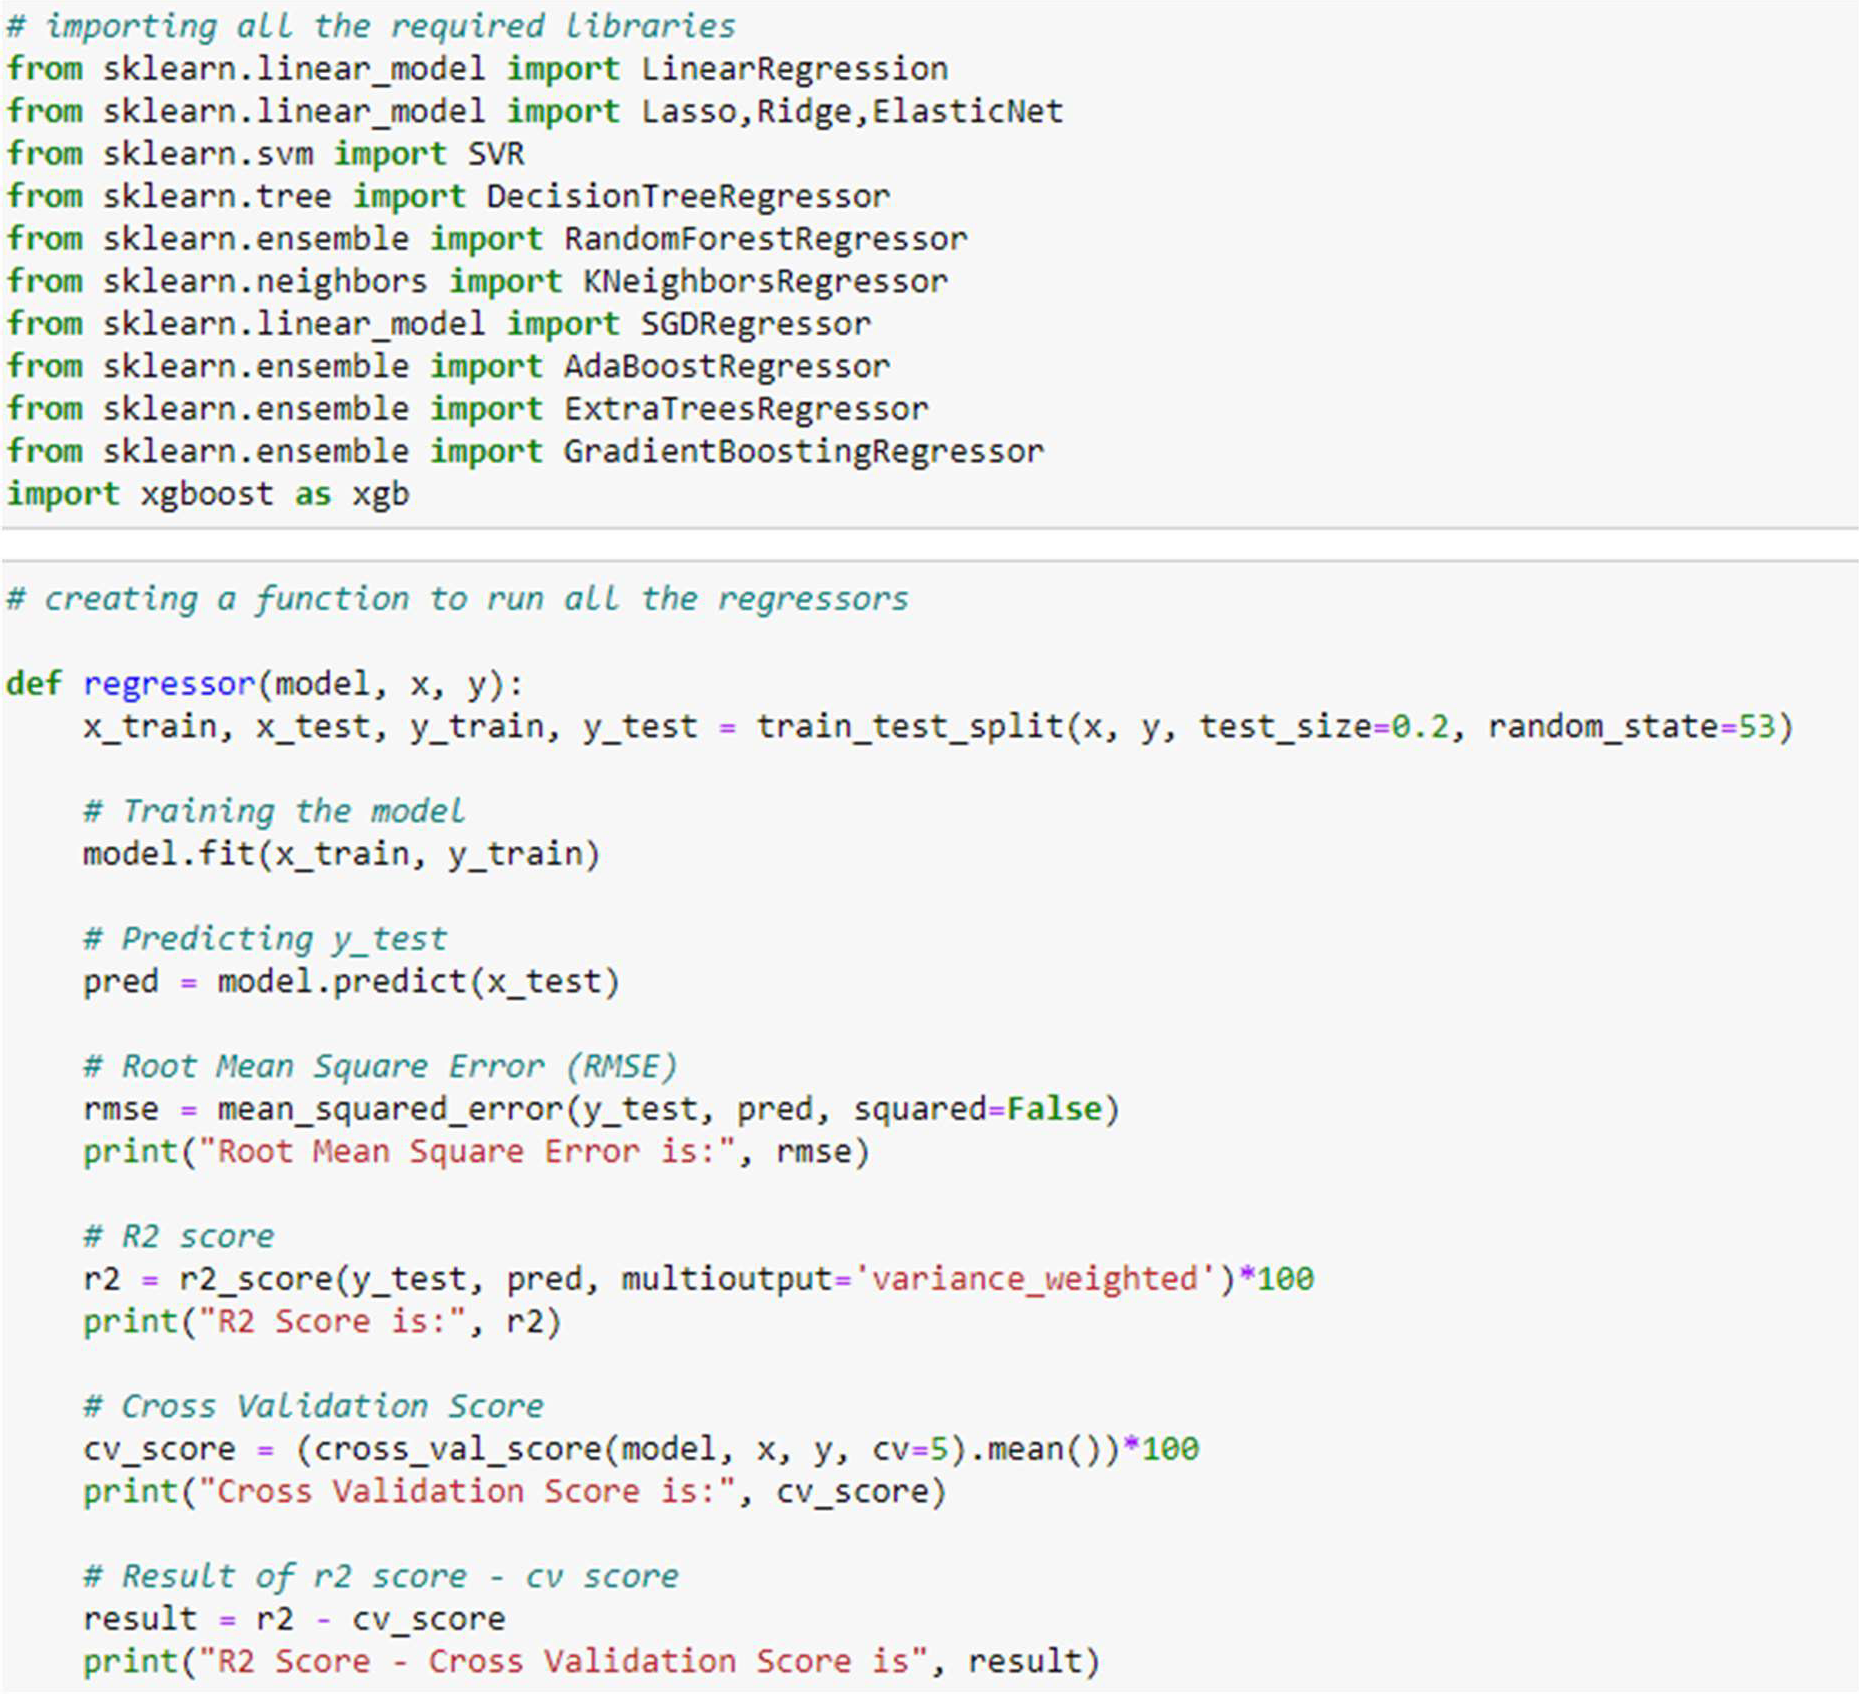 # importing all the required libraries
from sklearn.linear_model import LinearRegression
from sklearn.linear_model import Lasso,Ridge,ElasticNet
from sklearn.svm import SVR
from sklearn.tree import DecisionTreeRegressor
from sklearn.ensemble import RandomForestRegressor
from sklearn.neighbors import KNeighborsRegressor
from sklearn.linear_model import SGDRegressor
from sklearn.ensemble import AdaBoostRegressor
from sklearn.ensemble import ExtraTreesRegressor
from sklearn.ensemble import GradientBoostingRegressor
import xgboost as xgb
# creating a function to run all the regressors
def regressor(model, x, y):
    x_train, x_test, y_train, y_test = train_test_split(x, y, test_size=0.2, random_state=53)
    # Training the model
    model.fit(x_train, y_train)
    # Predicting y_test
    pred = model.predict(x_test)
    # Root Mean Square Error (RMSE)
    rmse = mean_squared_error(y_test, pred, squared=False)
    print("Root Mean Square Error is:", rmse)
    # R2 score
    r2 = r2_score(y_test, pred, multioutput='variance_weighted')*100
    print("R2 Score is:", r2)
    # Cross Validation Score
    cv_score = (cross_val_score(model, x, y, cv=5).mean())*100
    print("Cross Validation Score is:", cv_score)
    # Result of r2 score - cv score
    result = r2 - cv_score
    print("R2 Score - Cross Validation Score is", result)